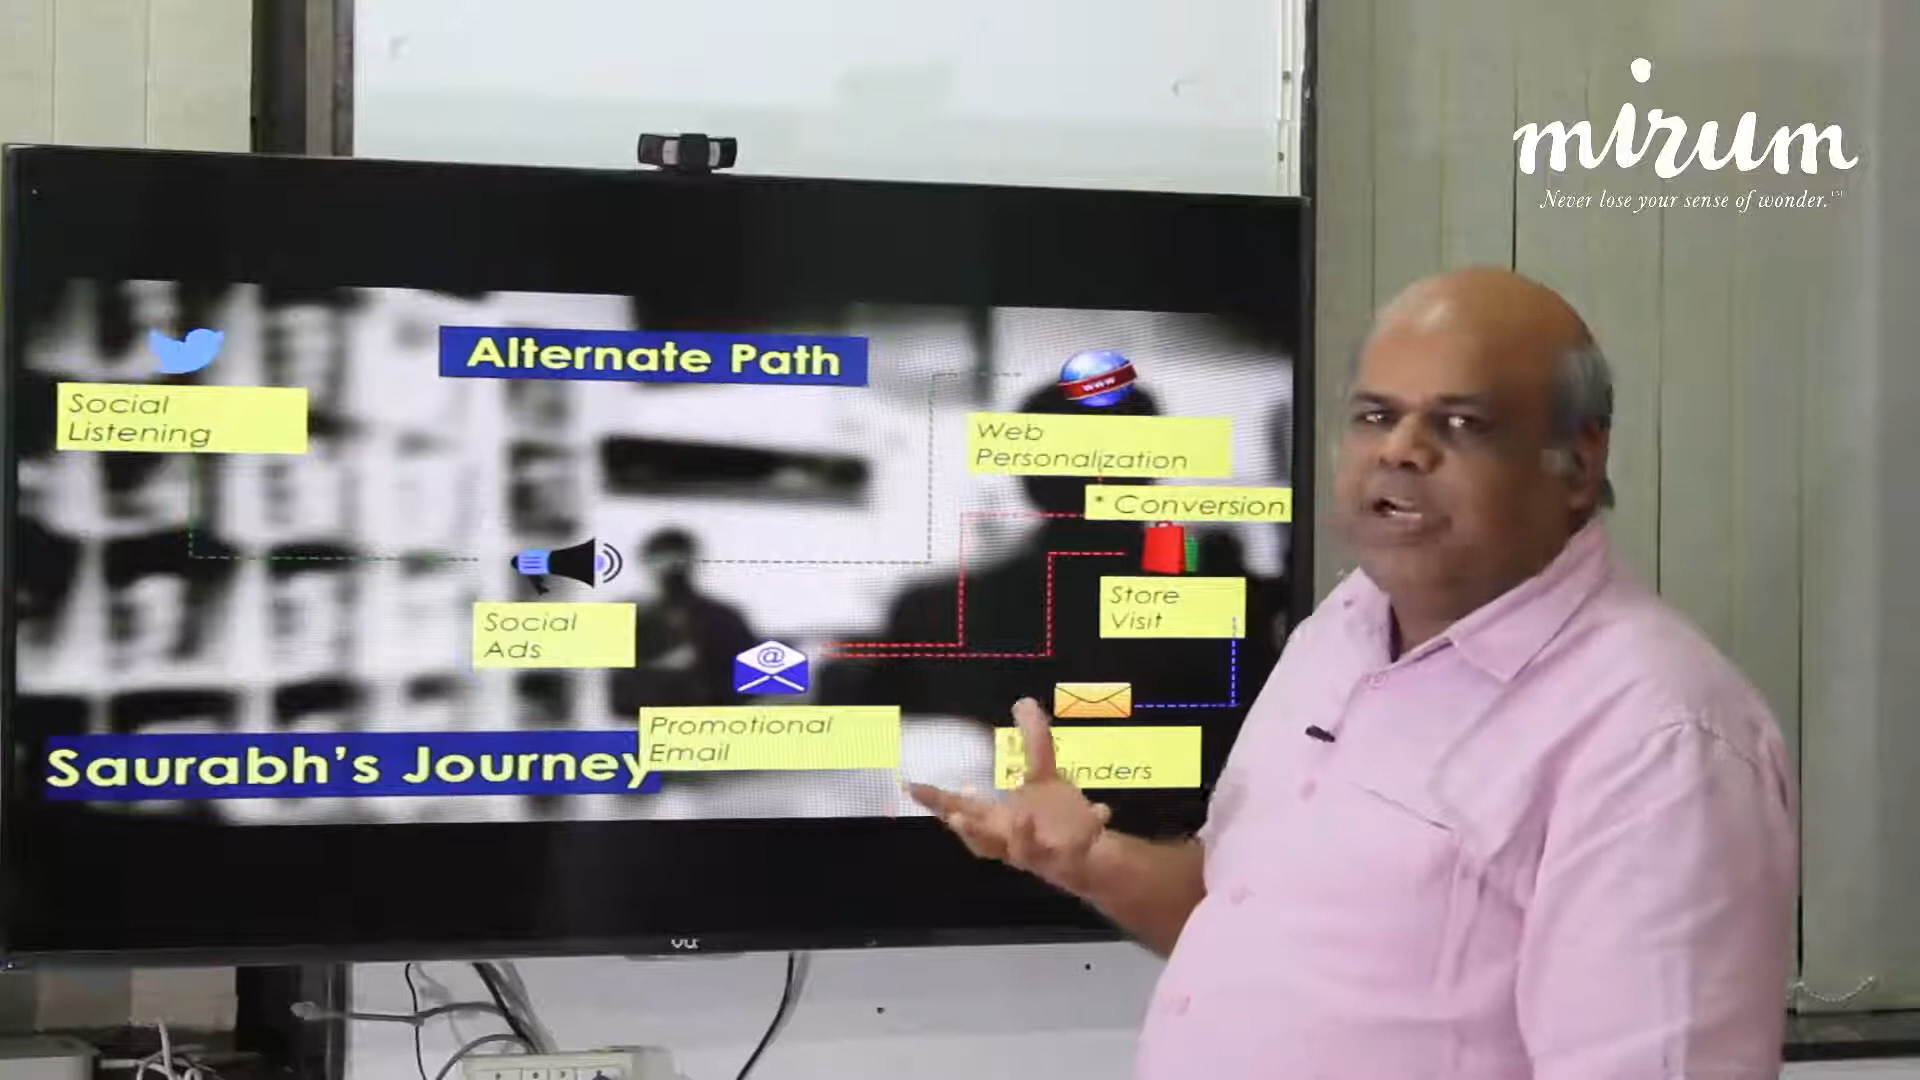 mirum
Never lose your sense of wonder.
Alternate Path
Social
Listening
www
Web
Personalization
* Conversion
Store
Visit
Social
Ads
@
Promotional
Email
Saurabh's Journey
vu